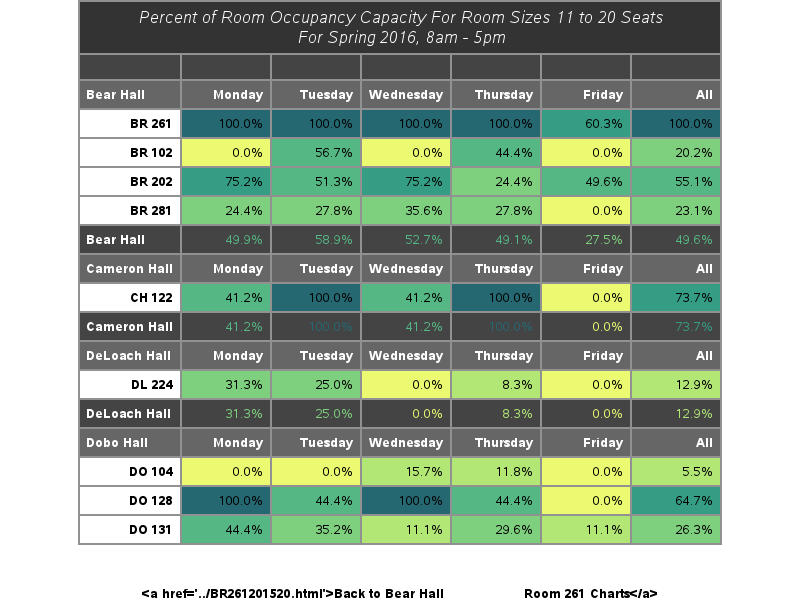 Percent of Room Occupancy Capacity For Room Sizes 11 to 20 Seats
For Spring 2016, 8am - 5pm
Bear Hall Monday Tuesday Wednesday Thursday Friday All
BR 261 100.0% 100.0% 100.0% 100.0% 60.3% 100.0%
BR 102 0.0% 56.7% 0.0% 44.4% 0.0% 20.2%
BR 202 75.2% 51.3% 75.2% 24.4% 49.6% 55.1%
BR 281 24.4% 27.8% 35.6% 27.8% 0.0% 23.1%
Bear Hall 49.9% 58.9% 52.7% 49.1% 27.5% 49.6%
Cameron Hall Monday Tuesday Wednesday Thursday Friday All
CH 122 41.2% 100.0% 41.2% 100.0% 0.0% 73.7%
Cameron Hall 41.2% 100.0% 41.2% 100.0% 0.0% 73.7%
DeLoach Hall Monday Tuesday Wednesday Thursday Friday All
DL 224 31.3% 25.0% 0.0% 8.3% 0.0% 12.9%
DeLoach Hall 31.3% 25.0% 0.0% 8.3% 0.0% 12.9%
Dobo Hall Monday Tuesday Wednesday Thursday Friday All
DO 104 0.0% 0.0% 15.7% 11.8% 0.0% 5.5%
DO 128 100.0% 44.4% 100.0% 44.4% 0.0% 64.7%
DO 131 44.4% 35.2% 11.1% 29.6% 11.1% 26.3%
<a href='../BR261201520.html'>Back to Bear Hall Room 261 Charts</a>